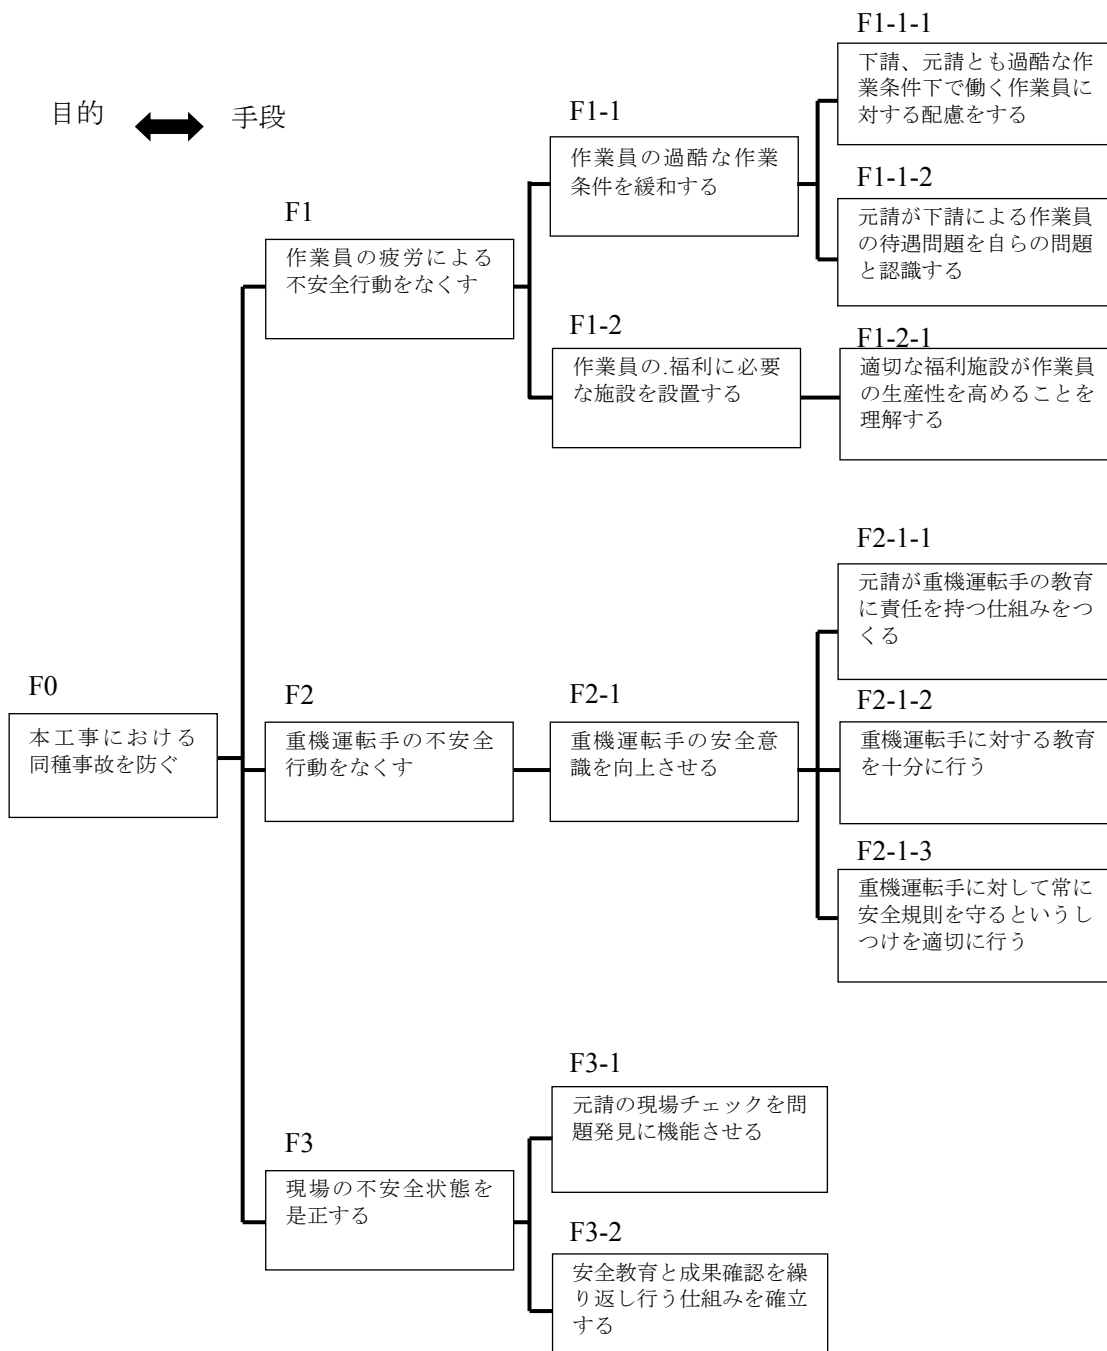 目的
手段
F0
本工事における
同種事故を防ぐ
F1
作業員の疲労による
不安全行動をなくす
F1-1
作業員の過酷な作業
条件を緩和する
F1-1-1
下請、元請とも過酷な作
業条件下で働く作業員に
対する配慮をする
F1-1-2
元請が下請による作業員
の待遇問題を自らの問題
と認識する
F1-2
作業員の.福利に必要
な施設を設置する
F1-2-1
適切な福利施設が作業員
の生産性を高めることを
理解する
F2
重機運転手の不安全
行動をなくす
F2-1
重機運転手の安全意
識を向上させる
F2-1-1
元請が重機運転手の教育
に責任を持つ仕組みをつ
くる
F2-1-2
重機運転手に対する教育
を十分に行う
F2-1-3
重機運転手に対して常に
安全規則を守るというし
つけを適切に行う
F3
現場の不安全状態を
是正する
F3-1
元請の現場チェックを問
題発見に機能させる
F3-2
安全教育と成果確認を繰
り返し行う仕組みを確立
する